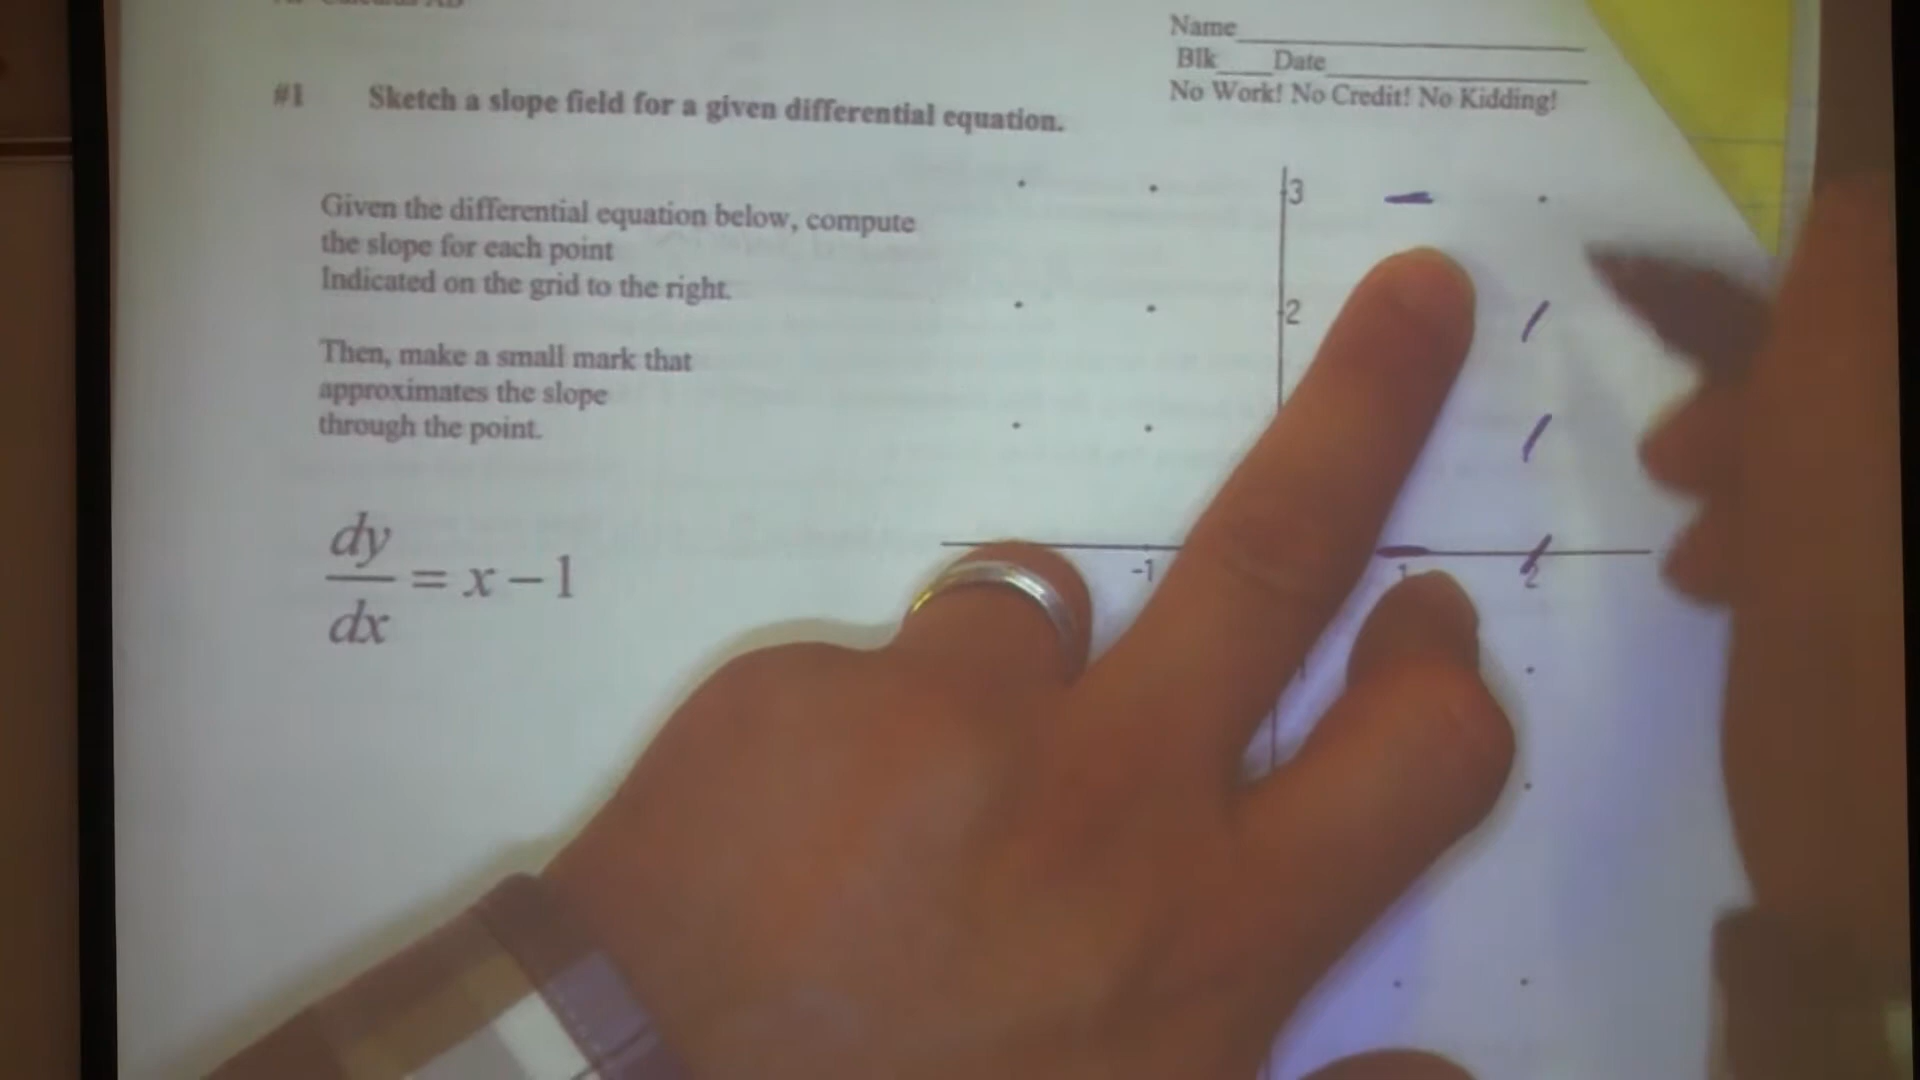 Name
Blk Date
No Work! No Credit! No Kidding!
#1 Sketch a slope field for a given differential equation.
Given the differential equation below, compute
the slope for each point
Indicated on the grid to the right.
Then, make a small mark that
approximates the slope
through the point.
dy
dx
= x – 1
3
2
-1
1
2